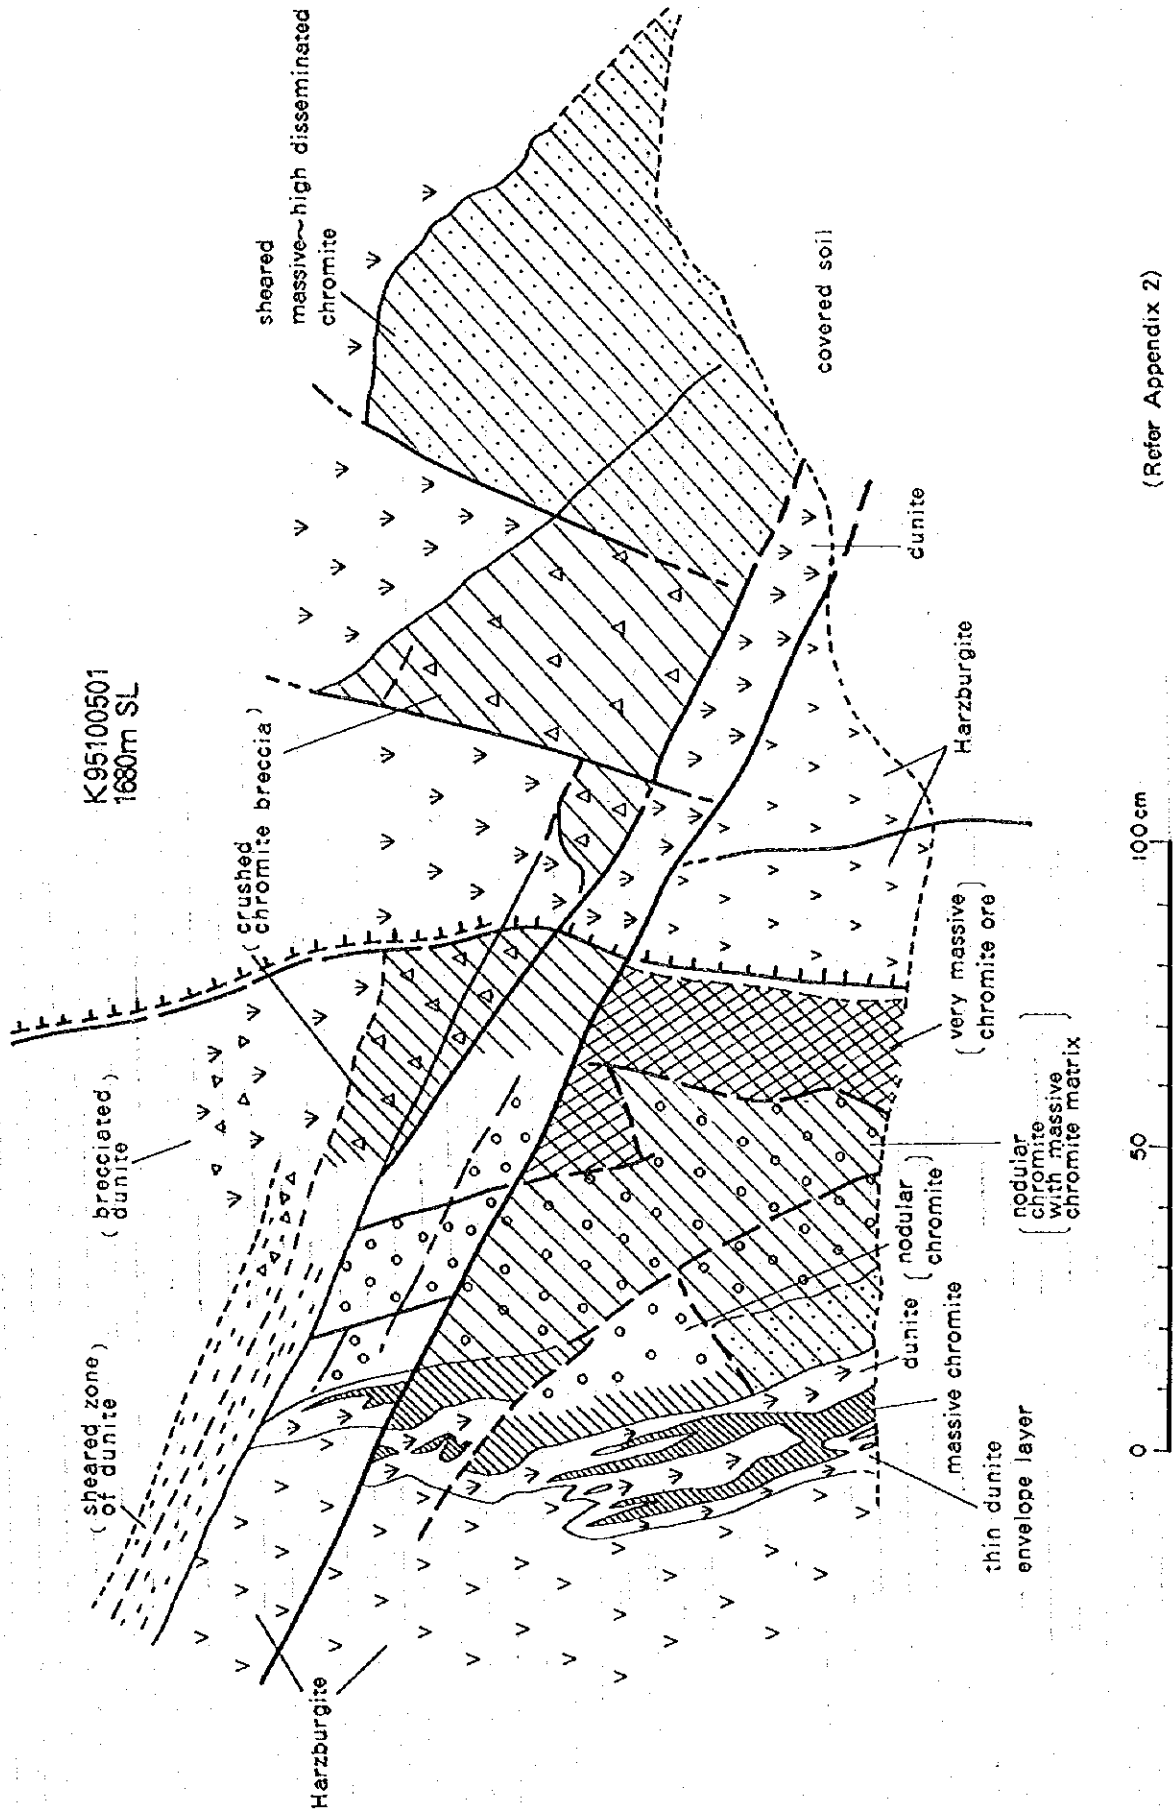 K95100501
1680m SL
sheared
massive~high disseminated
chromite
(crushed
chromite breccia)
(brecciated
dunite)
(sheared zone
of dunite)
Harzburgite
covered soil
dunite
Harzburgite
(very massive
chromite ore)
(nodular
chromite
with massive
chromite matrix)
(nodular
chromite)
dunite
massive chromite
thin dunite
envelope layer
0 50 100cm
(Refer Appendix 2)